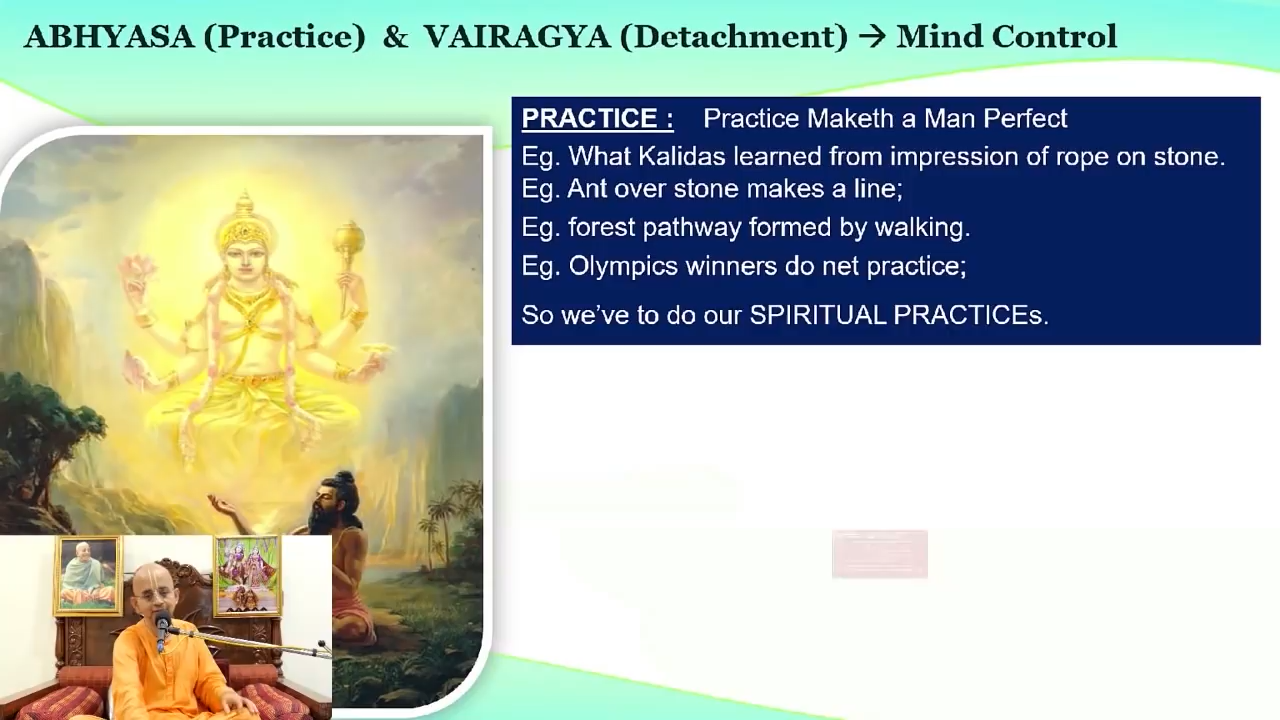 ABHYASA (Practice) & VAIRAGYA (Detachment) → Mind Control
PRACTICE : Practice Maketh a Man Perfect
Eg. What Kalidas learned from impression of rope on stone.
Eg. Ant over stone makes a line;
Eg. forest pathway formed by walking.
Eg. Olympics winners do net practice;
So we've to do our SPIRITUAL PRACTICEs.